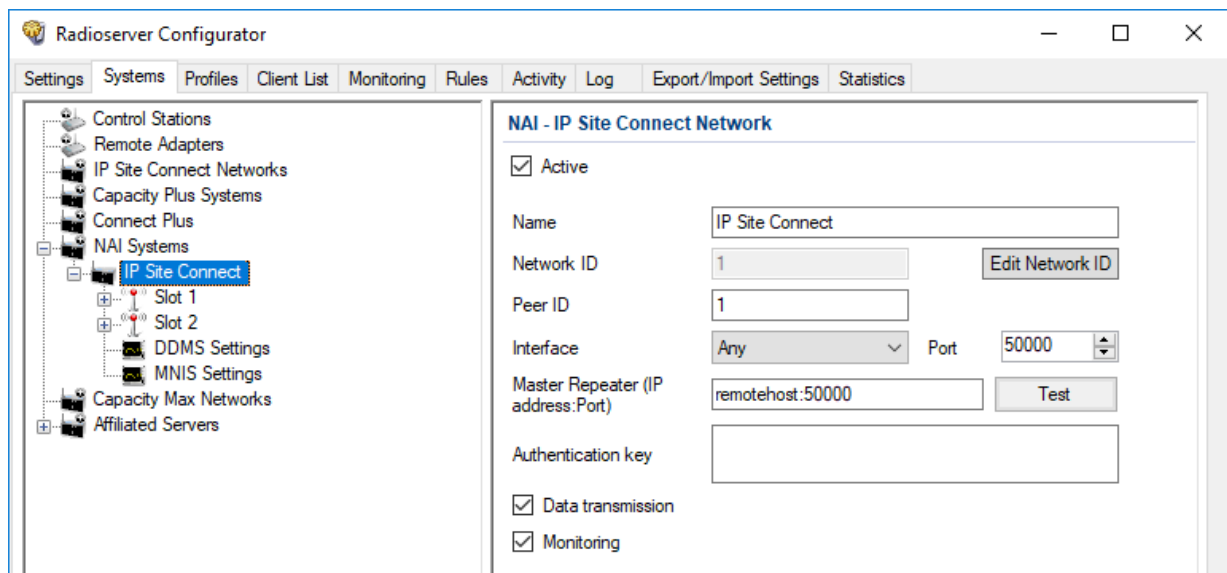 Radioserver Configurator
Settings Systems Profiles Client List Monitoring Rules Activity Log Export/Import Settings Statistics
Control Stations
Remote Adapters
IP Site Connect Networks
Capacity Plus Systems
Connect Plus
NAI Systems
IP Site Connect
Slot 1
Slot 2
DDMS Settings
MNIS Settings
Capacity Max Networks
Affiliated Servers
NAI - IP Site Connect Network
Active
Name IP Site Connect
Network ID 1 Edit Network ID
Peer ID 1
Interface Any Port 50000
Master Repeater (IP
address:Port) remotehost:50000 Test
Authentication key
Data transmission
Monitoring